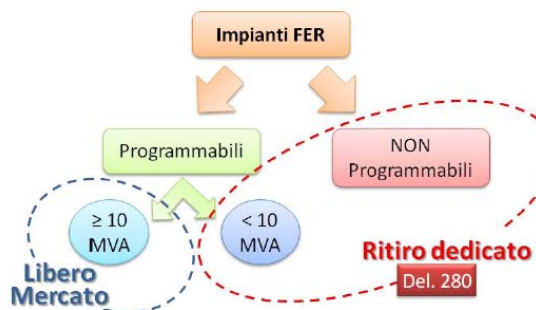 Impianti FER
Programmabili
NON
Programmabili
≥ 10
MVA
< 10
MVA
Libero
Mercato
Ritiro dedicato
Del. 280